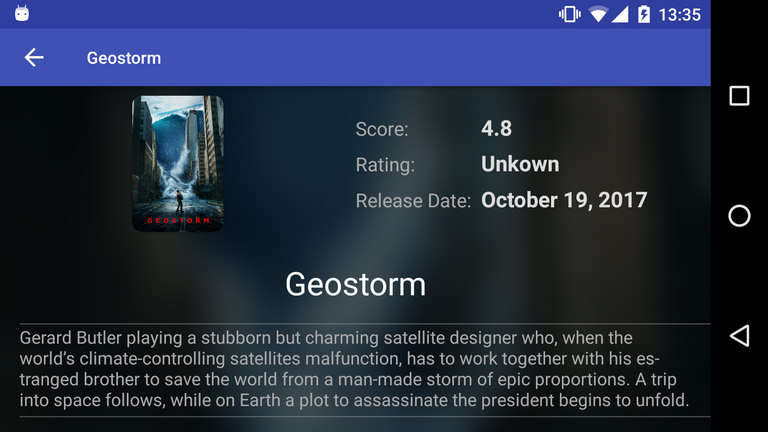 13:35
Geostorm
GEOSTORM
Score: 4.8
Rating: Unkown
Release Date: October 19, 2017
Geostorm
Gerard Butler playing a stubborn but charming satellite designer who, when the
world’s climate-controlling satellites malfunction, has to work together with his es-
tranged brother to save the world from a man-made storm of epic proportions. A trip
into space follows, while on Earth a plot to assassinate the president begins to unfold.